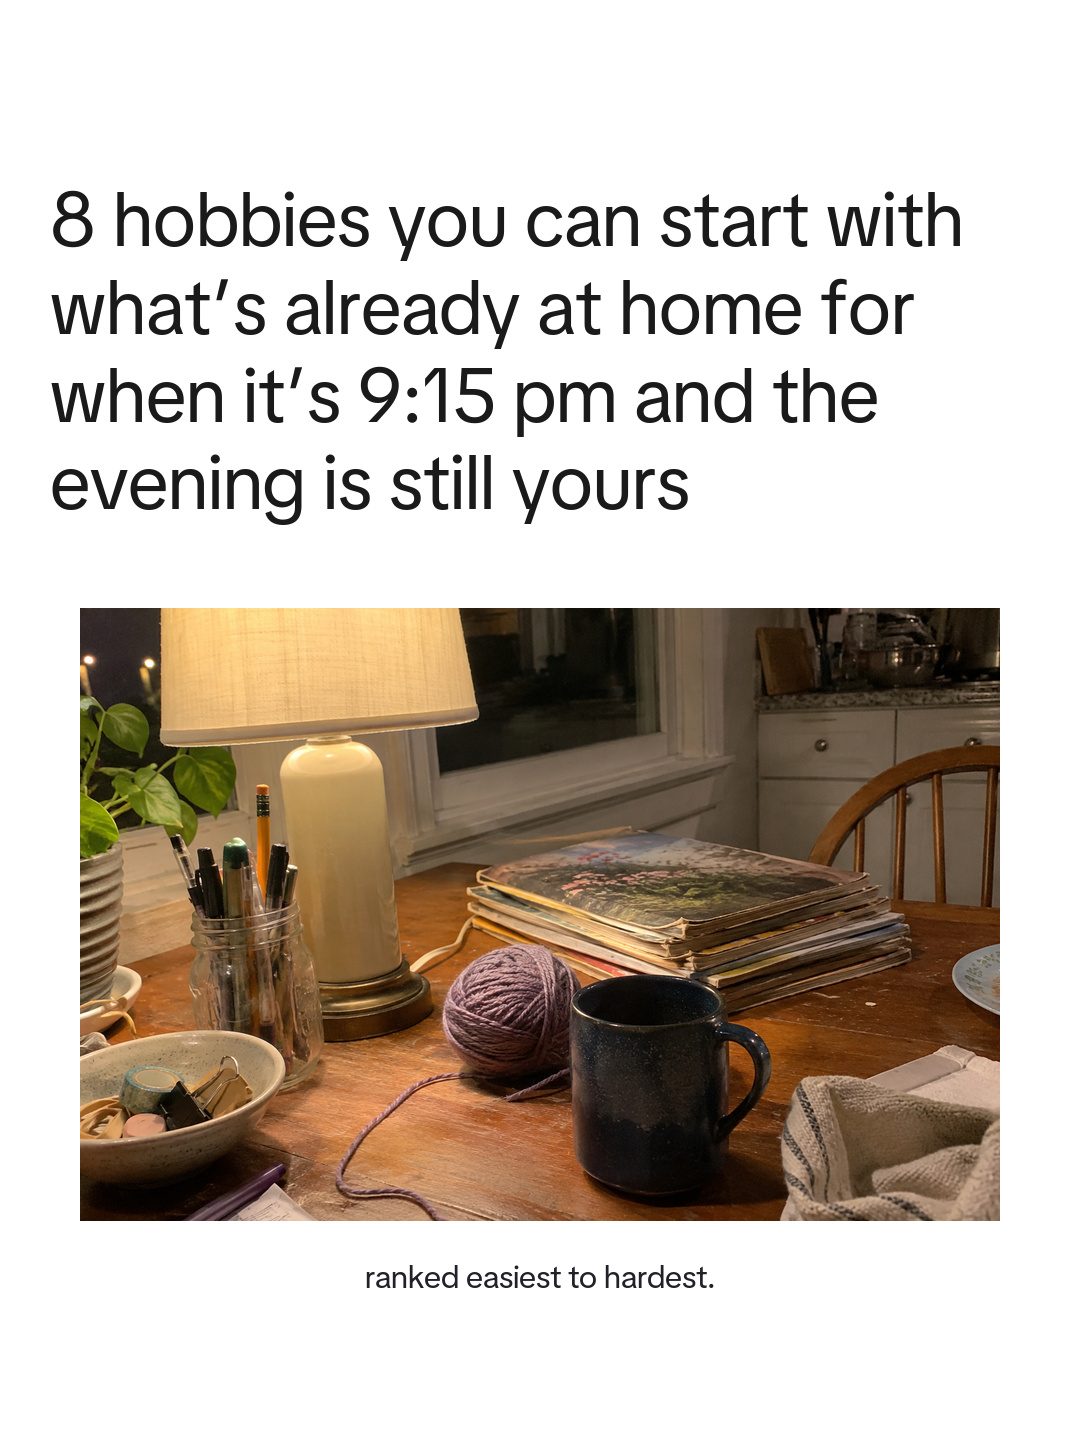 8 hobbies you can start with
what’s already at home for
when it’s 9:15 pm and the
evening is still yours
ranked easiest to hardest.